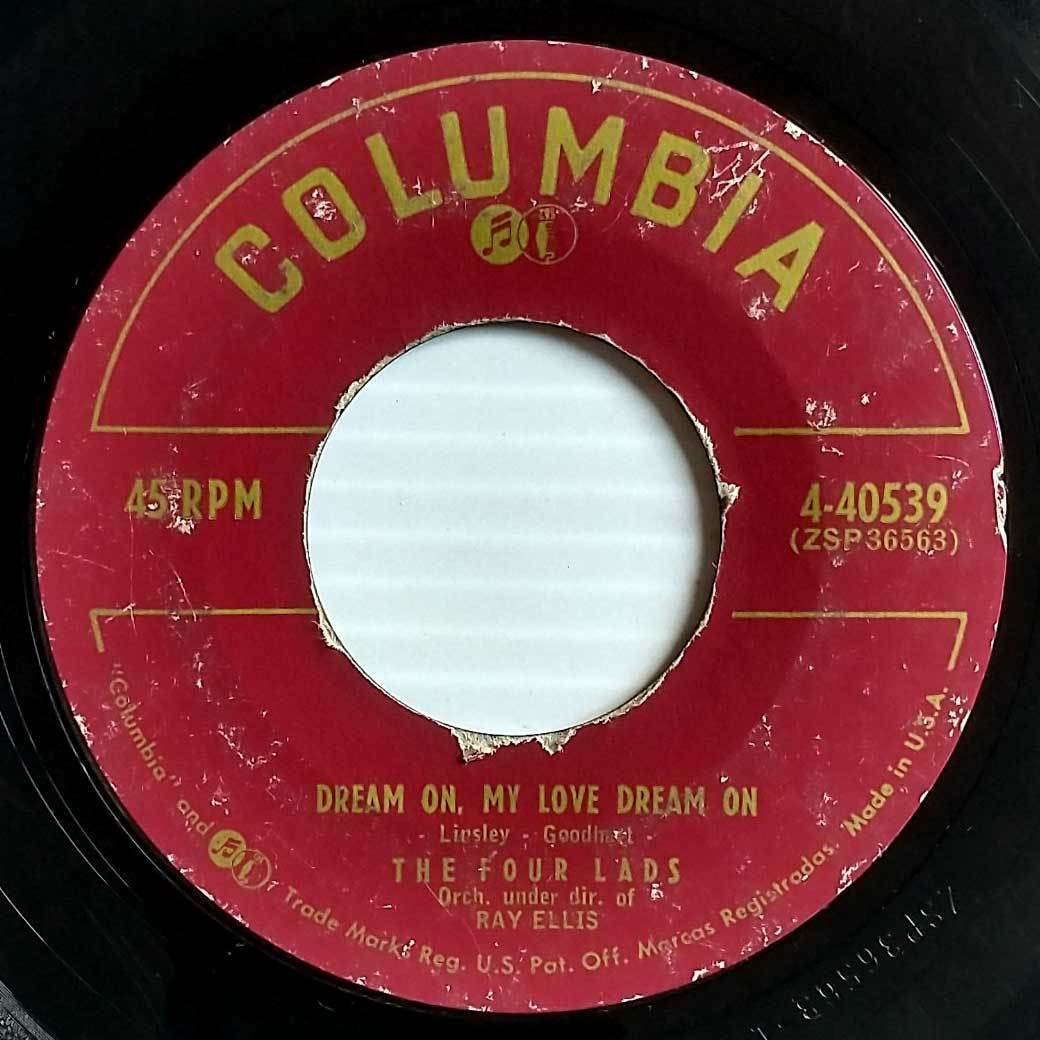 COLUMBIA
45 RPM
4-40539
(ZSP36563)
DREAM ON, MY LOVE DREAM ON
- Linsley - Goodhart -
THE FOUR LADS
Orch. under dir. of
RAY ELLIS
"Columbia" and Trade Marks Reg. U.S. Pat. Off. Marcas Registradas. Made in U.S.A.